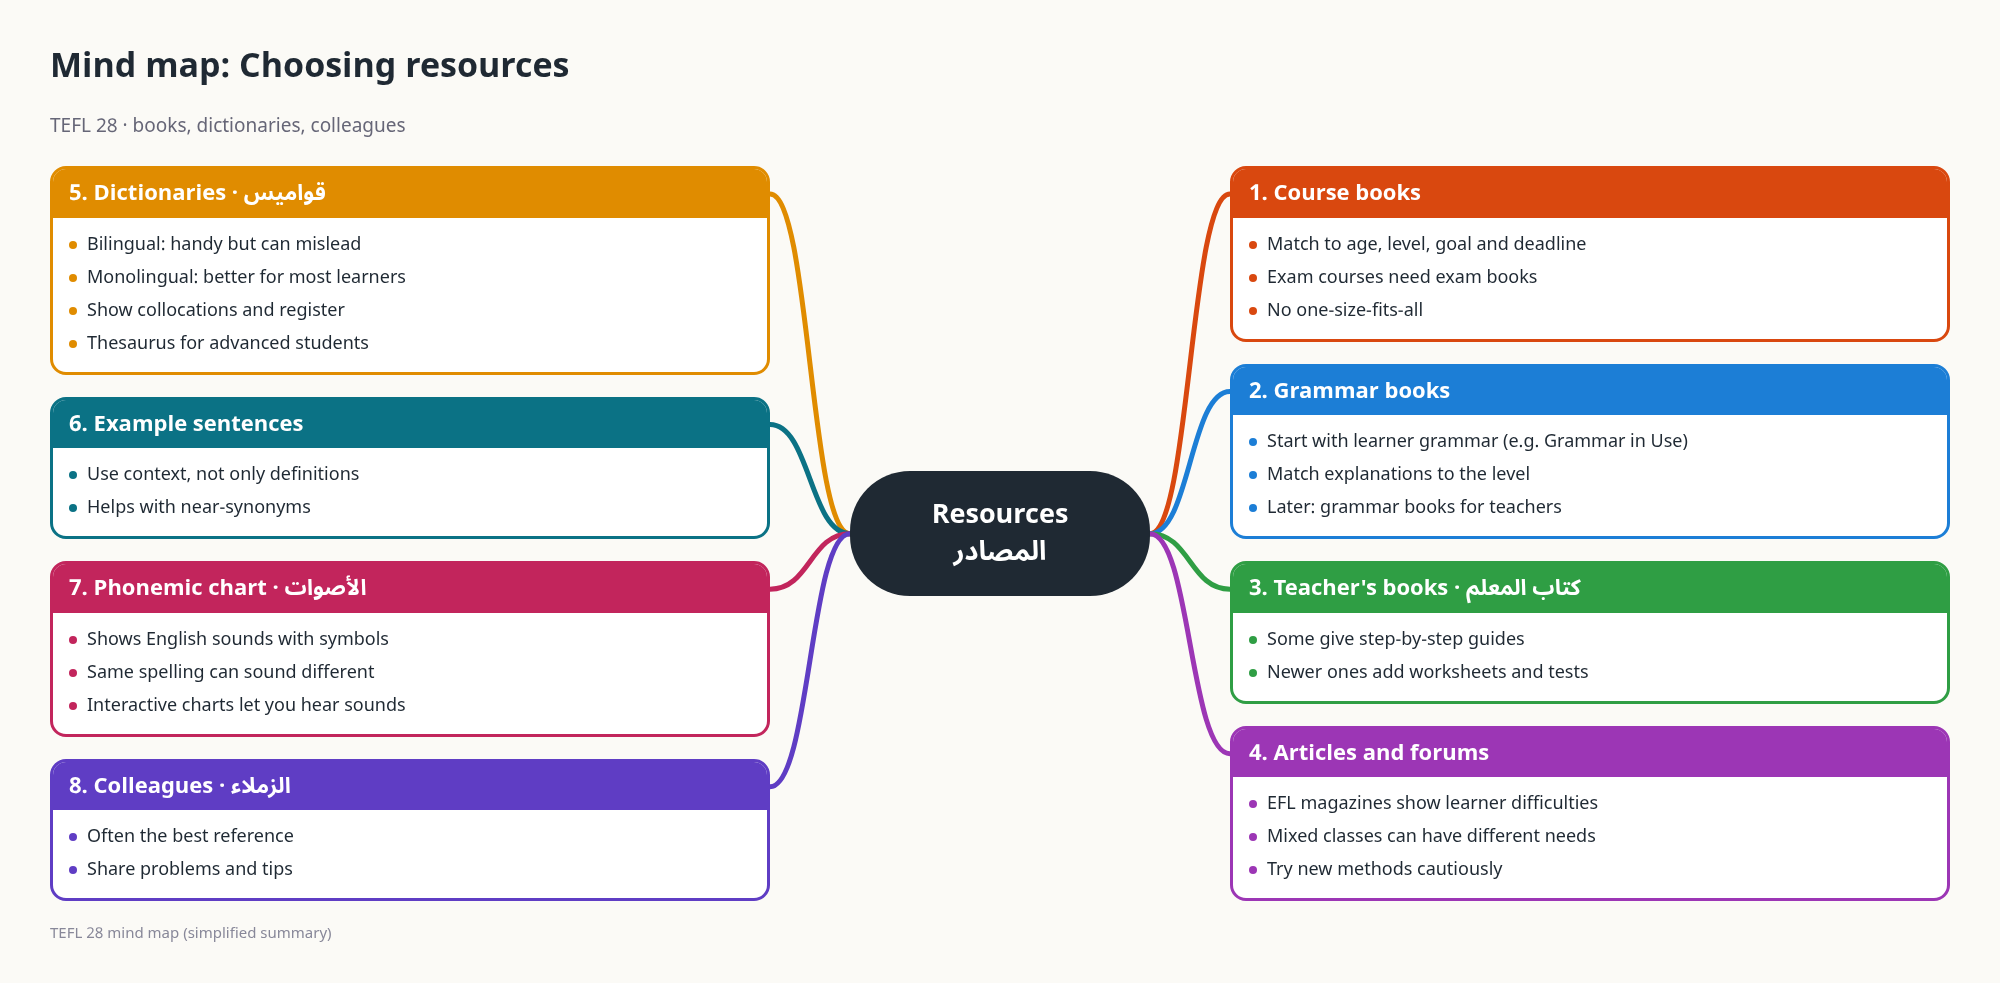 Mind map: Choosing resources
TEFL 28 · books, dictionaries, colleagues
Resources
المصادر
1. Course books
Match to age, level, goal and deadline
Exam courses need exam books
No one-size-fits-all
2. Grammar books
Start with learner grammar (e.g. Grammar in Use)
Match explanations to the level
Later: grammar books for teachers
3. Teacher's books · كتاب المعلم
Some give step-by-step guides
Newer ones add worksheets and tests
4. Articles and forums
EFL magazines show learner difficulties
Mixed classes can have different needs
Try new methods cautiously
5. Dictionaries · قواميس
Bilingual: handy but can mislead
Monolingual: better for most learners
Show collocations and register
Thesaurus for advanced students
6. Example sentences
Use context, not only definitions
Helps with near-synonyms
7. Phonemic chart · الأصوات
Shows English sounds with symbols
Same spelling can sound different
Interactive charts let you hear sounds
8. Colleagues · الزملاء
Often the best reference
Share problems and tips
TEFL 28 mind map (simplified summary)